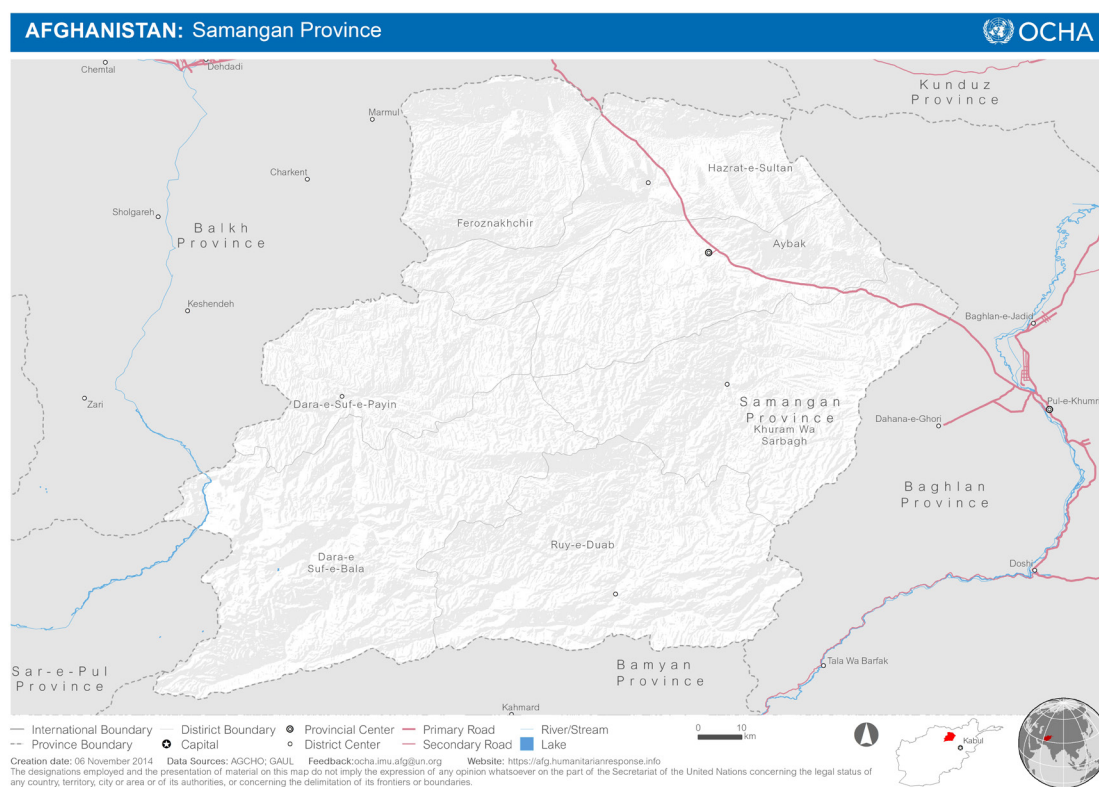 AFGHANISTAN: Samangan Province
OCHA
Chemtal
Dehdadi
Kunduz
Province
Marmul
Hazrat-e-Sultan
Charkent
Sholgareh
Feroznakhchir
Balkh
Province
Aybak
Keshendeh
Baghlan-e-Jadid
Zari
Dara-e-Suf-e-Payin
Samangan
Province
Khuram Wa
Sarbagh
Pul-e-Khumri
Dahana-e-Ghori
Baghlan
Province
Dara-e
Suf-e-Bala
Ruy-e-Duab
Doshi
Sar-e-Pul
Province
Bamyan
Province
Tala Wa Barfak
Kahmard
International Boundary
Distirict Boundary
Provincial Center
Primary Road
River/Stream
Province Boundary
Capital
District Center
Secondary Road
Lake
0 10
km
Kabul
Creation date: 06 November 2014 Data Sources: AGCHO; GAUL Feedback:ocha.imu.afg@un.org Website: https://afg.humanitarianresponse.info
The designations employed and the presentation of material on this map do not imply the expression of any opinion whatsoever on the part of the Secretariat of the United Nations concerning the legal status of
any country, territory, city or area or of its authorities, or concerning the delimitation of its frontiers or boundaries.